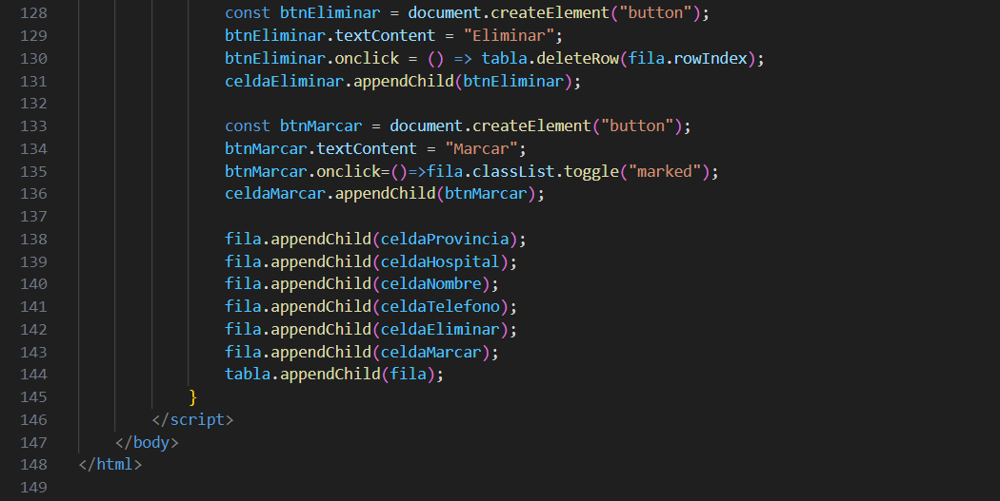 128 const btnEliminar = document.createElement("button");
129 btnEliminar.textContent = "Eliminar";
130 btnEliminar.onclick = () => tabla.deleteRow(fila.rowIndex);
131 celdaEliminar.appendChild(btnEliminar);
132
133 const btnMarcar = document.createElement("button");
134 btnMarcar.textContent = "Marcar";
135 btnMarcar.onclick=()=>fila.classList.toggle("marked");
136 celdaMarcar.appendChild(btnMarcar);
137
138 fila.appendChild(celdaProvincia);
139 fila.appendChild(celdaHospital);
140 fila.appendChild(celdaNombre);
141 fila.appendChild(celdaTelefono);
142 fila.appendChild(celdaEliminar);
143 fila.appendChild(celdaMarcar);
144 tabla.appendChild(fila);
145 }
146 </script>
147 </body>
148 </html>
149